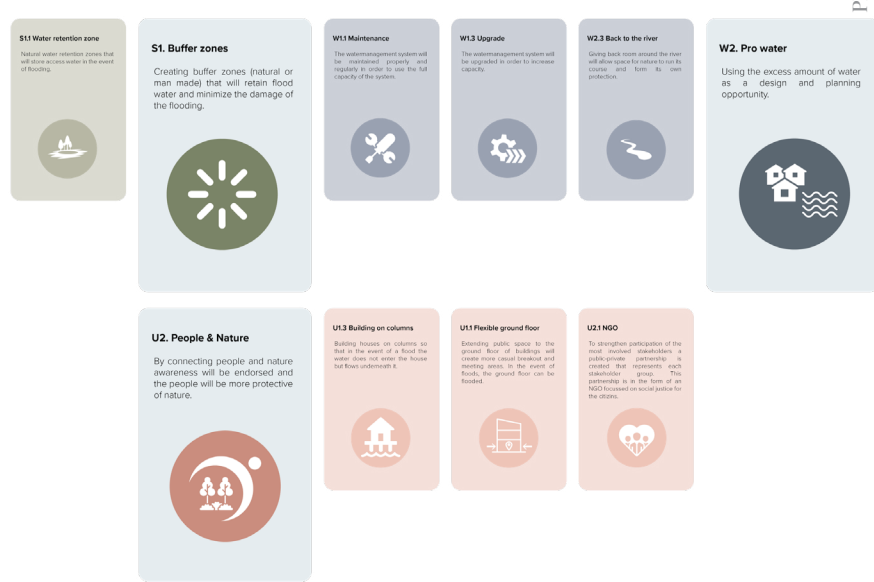 P
S1.1 Water retention zone
Natural water retention zones that
will store access water in the event
of flooding.
S1. Buffer zones
Creating buffer zones (natural or
man made) that will retain flood
water and minimize the damage of
the flooding.
W1.1 Maintenance
The watermanagement system will
be maintained properly and
regularly in order to use the full
capacity of the system.
W1.3 Upgrade
The watermanagement system will
be upgraded in order to increase
capacity.
W2.3 Back to the river
Giving back room around the river
will allow space for nature to run its
course and form its own
protection.
W2. Pro water
Using the excess amount of water
as a design and planning
opportunity.
U2. People & Nature
By connecting people and nature
awareness will be endorsed and
the people will be more protective
of nature.
U1.3 Building on columns
Building houses on columns so
that in the event of a flood the
water does not enter the house
but flows underneath it.
U1.1 Flexible ground floor
Extending public space to the
ground floor of buildings will
create more casual breakout and
meeting areas. In the event of
floods, the ground floor can be
flooded.
U2.1 NGO
To strengthen participation of the
most involved stakeholders a
public-private partnership is
created that represents each
stakeholder group. This
partnership is in the form of an
NGO focussed on social justice for
the citizins.